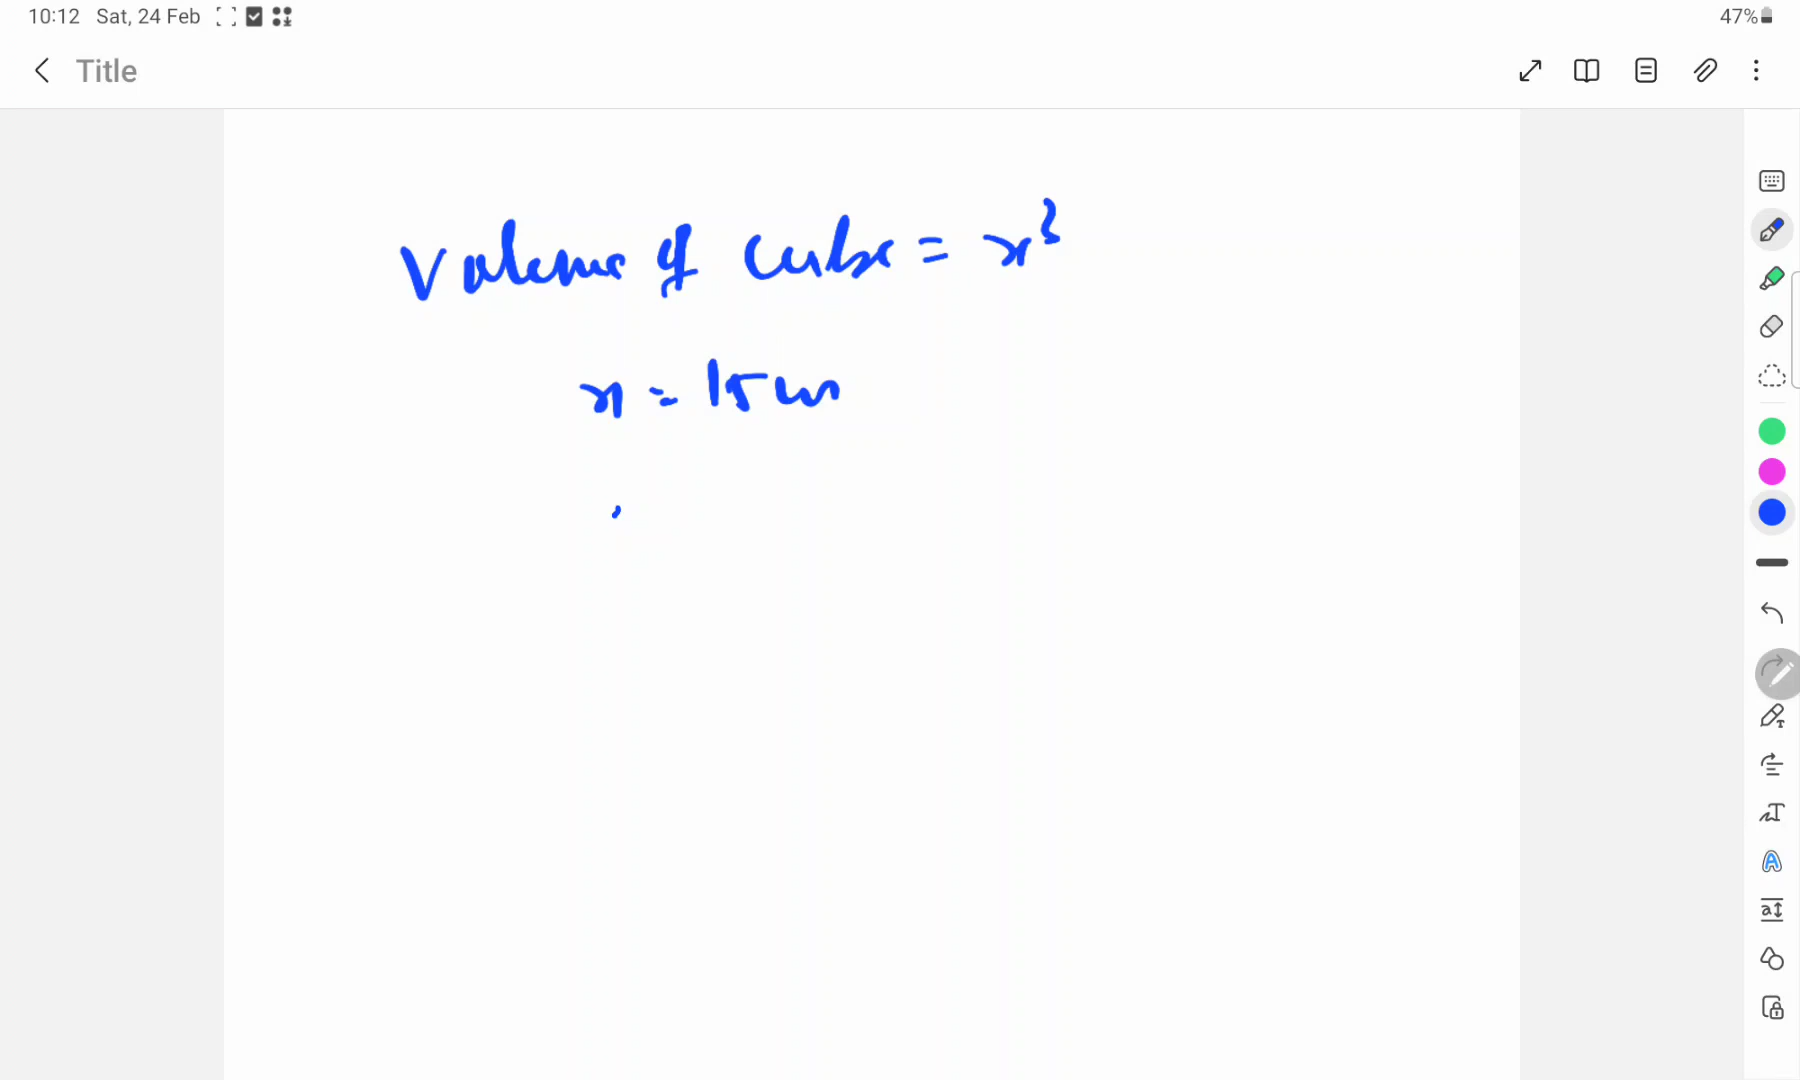 10:12 Sat, 24 Feb 47%
Title
Volume of cube = x³
x = 15cm